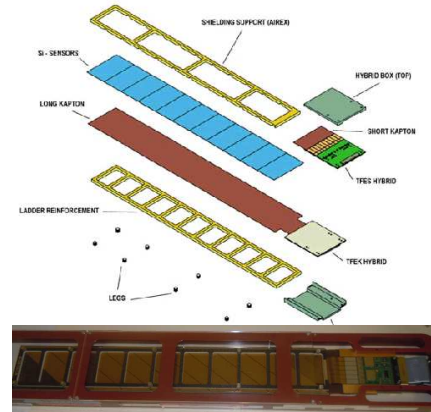 SHIELDING SUPPORT (AIREX)
SI - SENSORS
HYBRID BOX (TOP)
LONG KAPTON
SHORT KAPTON
TFES HYBRID
LADDER REINFORCEMENT
TFEK HYBRID
LEGS